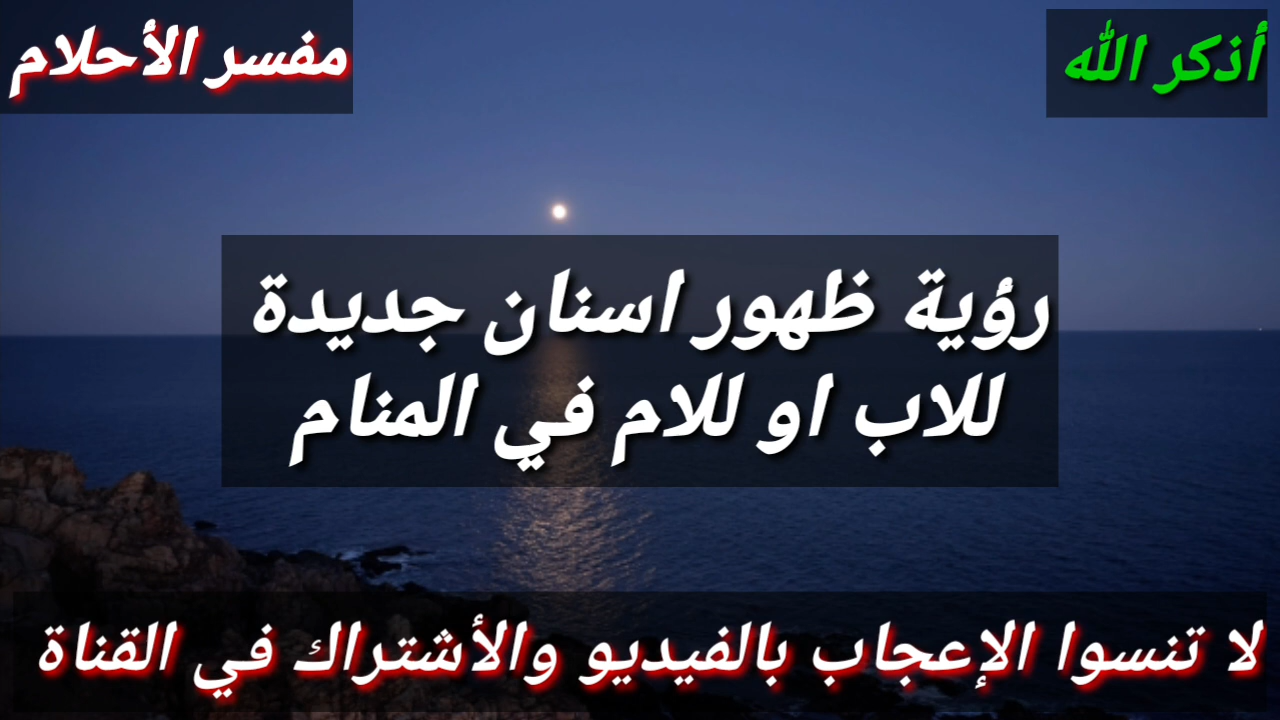 أذكر الله
مفسر الأحلام
رؤية ظهور اسنان جديدة
للاب او للام في المنام
لا تنسوا الإعجاب بالفيديو والأشتراك في القناة